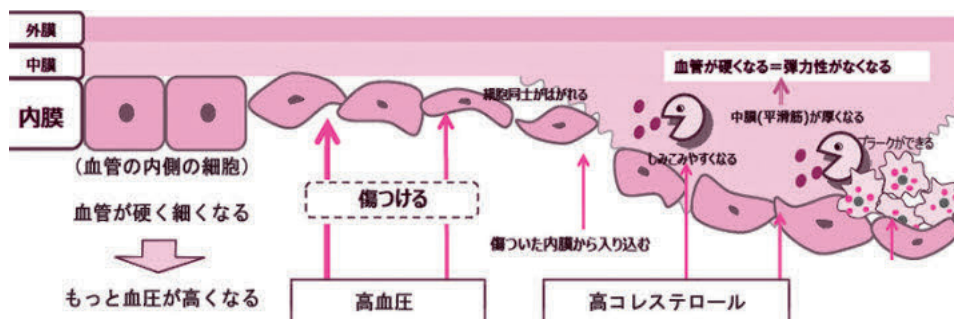 外膜
中膜
内膜
(血管の内側の細胞)
血管が硬く細くなる
もっと血圧が高くなる
傷つける
高血圧
細胞同士がはがれる
傷ついた内膜から入り込む
しみこみやすくなる
高コレステロール
血管が硬くなる=弾力性がなくなる
中膜(平滑筋)が厚くなる
プラークができる